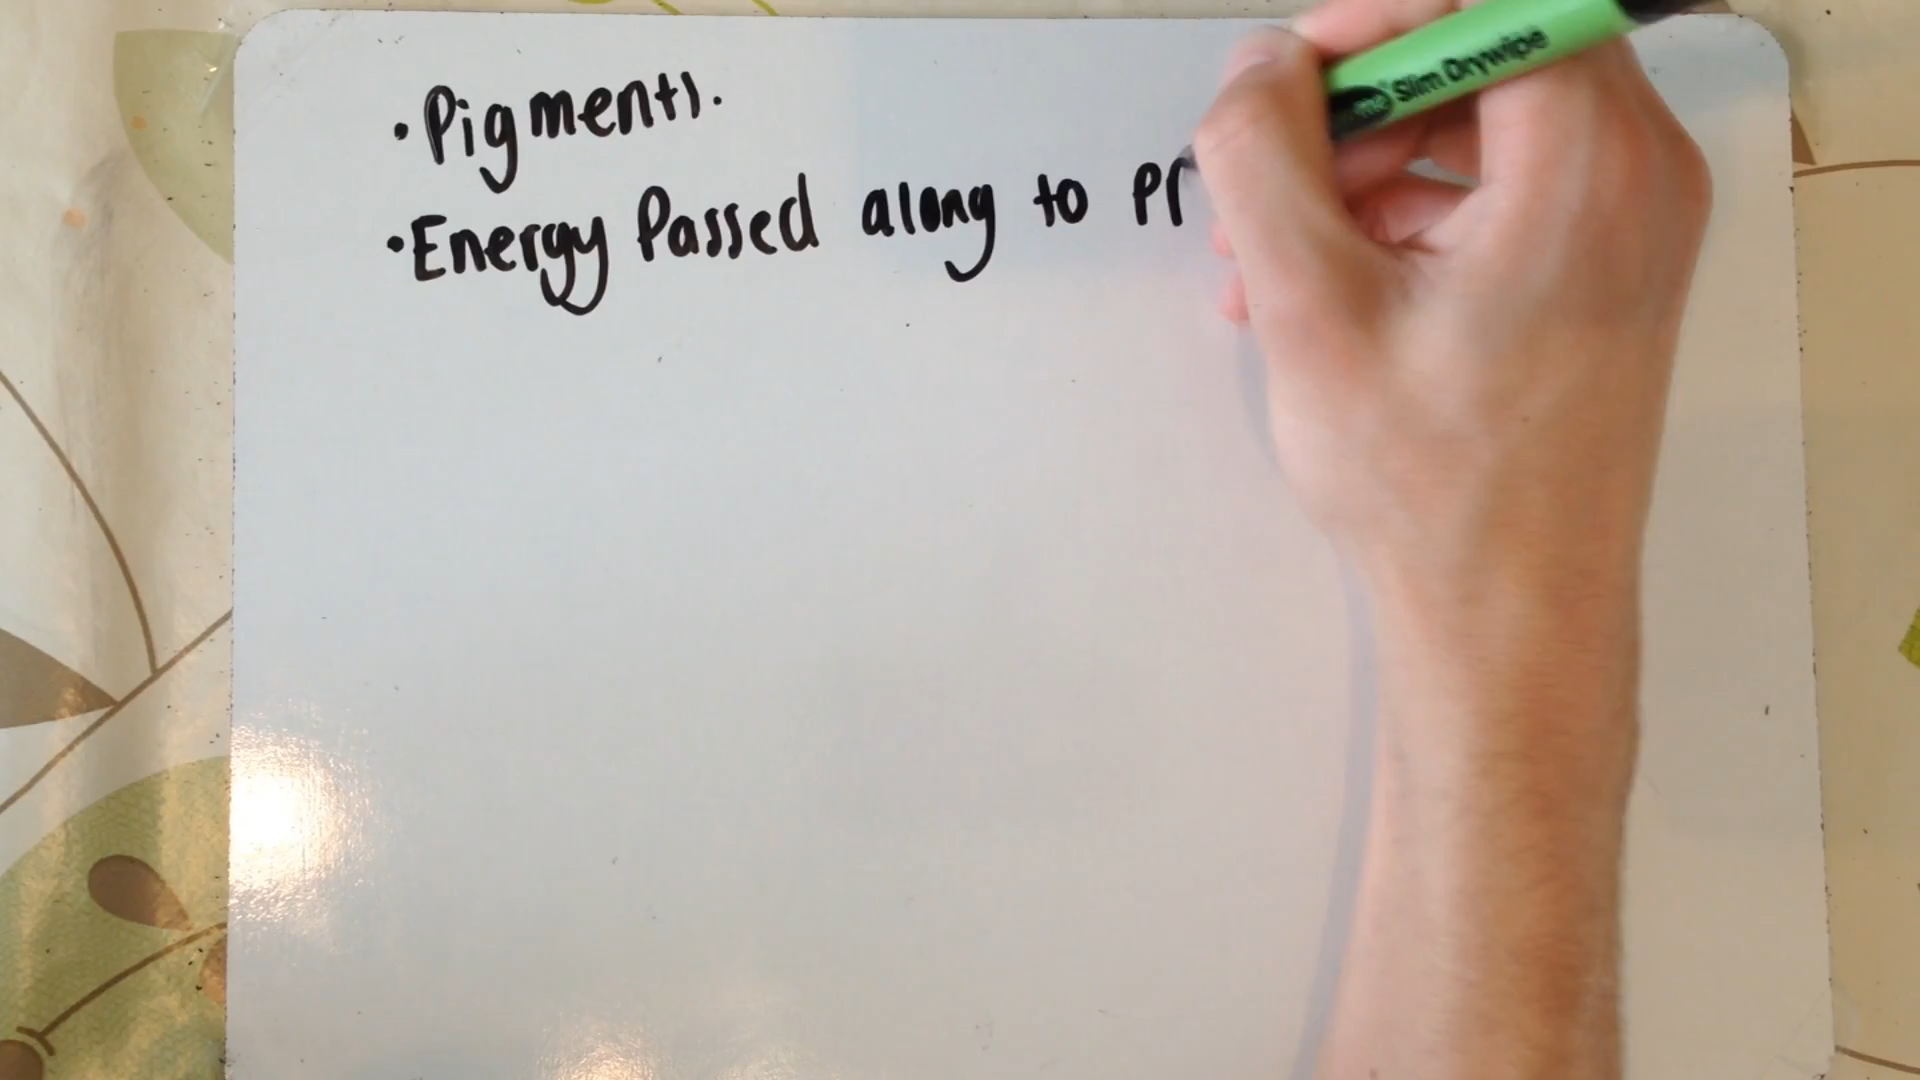 • Pigments.
• Energy Passed along to Pr
Slim Drywipe